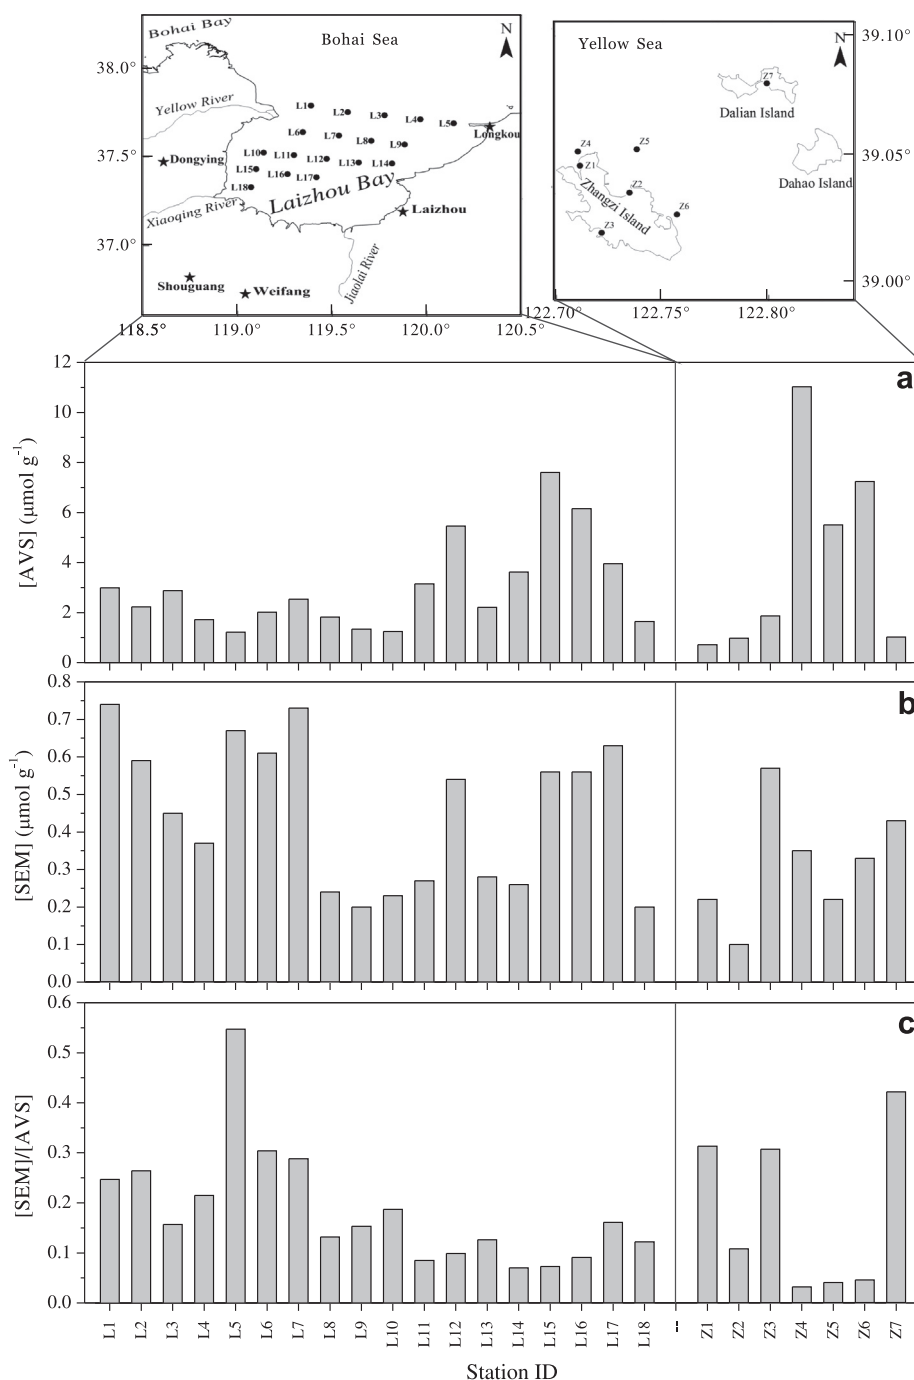 Bohai Bay
Bohai Sea
N
38.0°
Yellow River
L1
L2
L3
L4
L5
Longkou
L6
L7
L8
L9
37.5°
Dongying
L10
L11
L12
L13
L14
L15
L16
L17
L18
Laizhou Bay
Xiaoqing River
Laizhou
37.0°
Jiaolai River
Shouguang
Weifang
118.5°
119.0°
119.5°
120.0°
120.5°
Yellow Sea
N
39.10°
Z7
Dalian Island
Z4
Z5
39.05°
Z1
Dahao Island
Z2
Zhangzi Island
Z6
Z3
39.00°
122.70°
122.75°
122.80°
a
12
10
8
6
4
2
0
[AVS] (μmol g-1)
b
0.8
0.7
0.6
0.5
0.4
0.3
0.2
0.1
0.0
[SEM] (μmol g-1)
c
0.6
0.5
0.4
0.3
0.2
0.1
0.0
[SEM]/[AVS]
L1 L2 L3 L4 L5 L6 L7 L8 L9 L10 L11 L12 L13 L14 L15 L16 L17 L18 -- Z1 Z2 Z3 Z4 Z5 Z6 Z7
Station ID